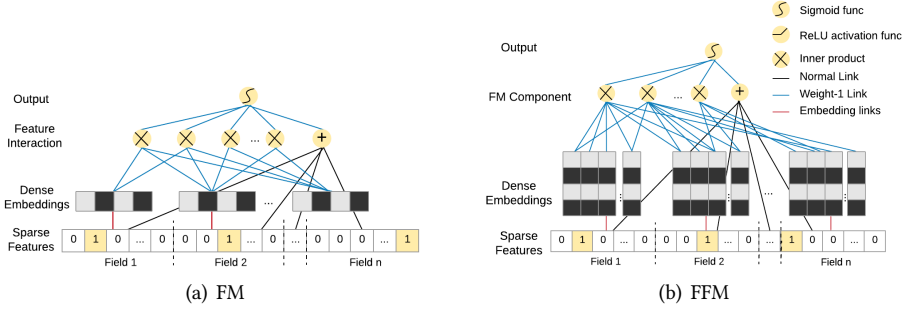 Sigmoid func
ReLU activation func
Inner product
Normal Link
Weight-1 Link
Embedding links
Output
Feature
Interaction
...
+
Dense
Embeddings
...
Sparse
Features
0 1 0 ... 0 0 0 1 ... 0 ... 0 0 0 ... 1
Field 1 Field 2 Field n
(a) FM
Output
FM Component
...
+
Dense
Embeddings
...
Sparse
Features
0 1 0 ... 0 0 0 1 0 ... 0 ... 1 0 0 ... 0
Field 1 Field 2 Field n
(b) FFM